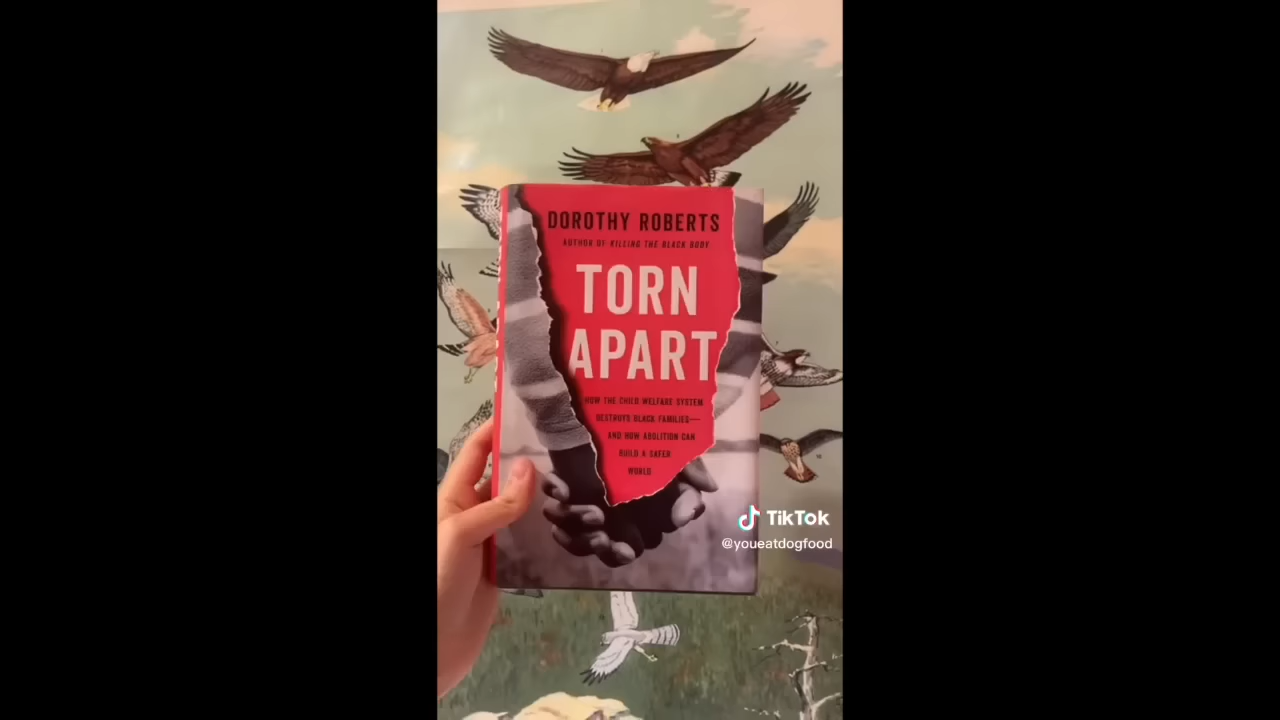 DOROTHY ROBERTS
AUTHOR OF KILLING THE BLACK BODY
TORN
APART
HOW THE CHILD WELFARE SYSTEM
DESTROYS BLACK FAMILIES—
AND HOW ABOLITION CAN
BUILD A SAFER
WORLD
TikTok
@youeatdogfood